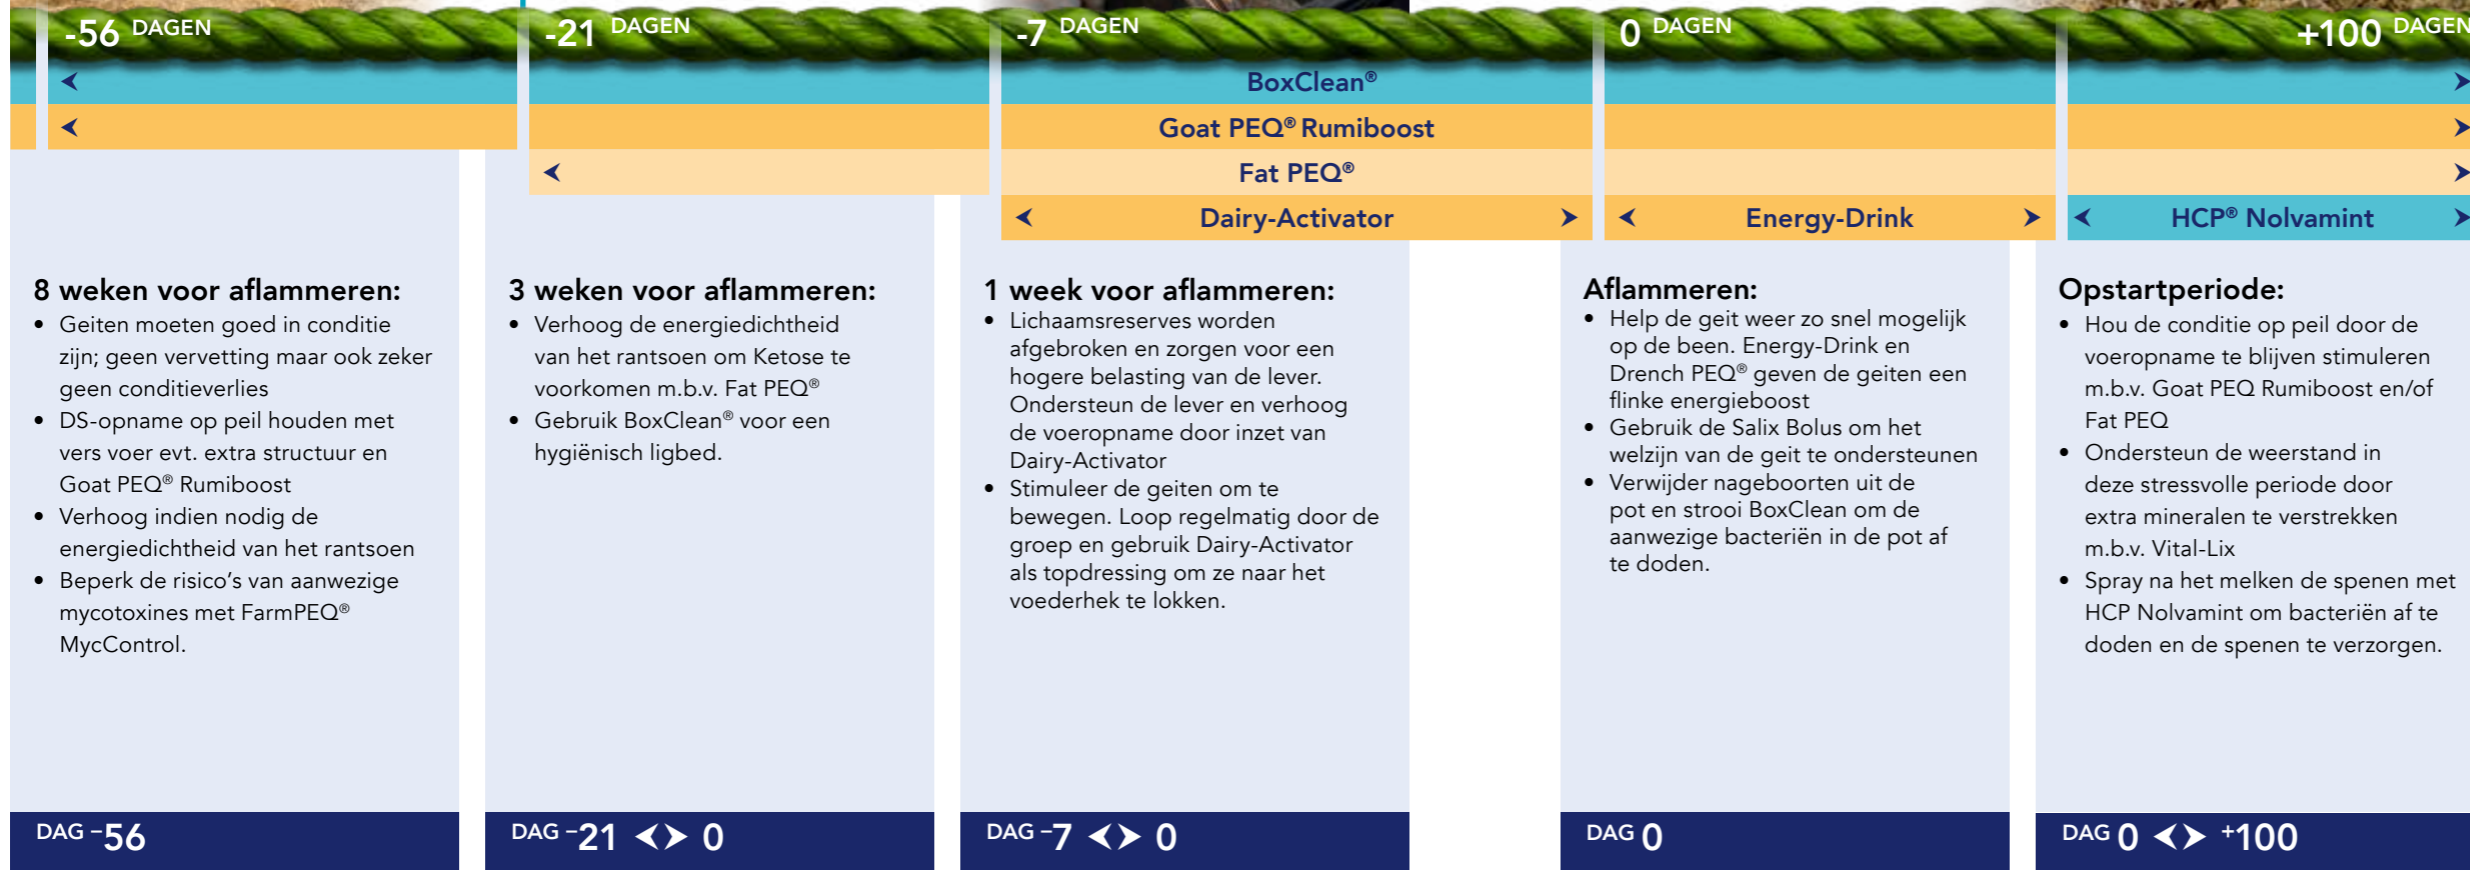 -56 DAGEN
-21 DAGEN
-7 DAGEN
0 DAGEN
+100 DAGEN
BoxClean®
Goat PEQ® Rumiboost
Fat PEQ®
Dairy-Activator
Energy-Drink
HCP® Nolvamint
8 weken voor aflammeren:
• Geiten moeten goed in conditie
zijn; geen vervetting maar ook zeker
geen conditieverlies
• DS-opname op peil houden met
vers voer evt. extra structuur en
Goat PEQ® Rumiboost
• Verhoog indien nodig de
energiedichtheid van het rantsoen
• Beperk de risico's van aanwezige
mycotoxines met FarmPEQ®
MycControl.
DAG –56
3 weken voor aflammeren:
• Verhoog de energiedichtheid
van het rantsoen om Ketose te
voorkomen m.b.v. Fat PEQ®
• Gebruik BoxClean® voor een
hygiënisch ligbed.
DAG –21 <> 0
1 week voor aflammeren:
• Lichaamsreserves worden
afgebroken en zorgen voor een
hogere belasting van de lever.
Ondersteun de lever en verhoog
de voeropname door inzet van
Dairy-Activator
• Stimuleer de geiten om te
bewegen. Loop regelmatig door de
groep en gebruik Dairy-Activator
als topdressing om ze naar het
voederhek te lokken.
DAG –7 <> 0
Aflammeren:
• Help de geit weer zo snel mogelijk
op de been. Energy-Drink en
Drench PEQ® geven de geiten een
flinke energieboost
• Gebruik de Salix Bolus om het
welzijn van de geit te ondersteunen
• Verwijder nageboorten uit de
pot en strooi BoxClean om de
aanwezige bacteriën in de pot af
te doden.
DAG 0
Opstartperiode:
• Hou de conditie op peil door de
voeropname te blijven stimuleren
m.b.v. Goat PEQ Rumiboost en/of
Fat PEQ
• Ondersteun de weerstand in
deze stressvolle periode door
extra mineralen te verstrekken
m.b.v. Vital-Lix
• Spray na het melken de spenen met
HCP Nolvamint om bacteriën af te
doden en de spenen te verzorgen.
DAG 0 <> +100